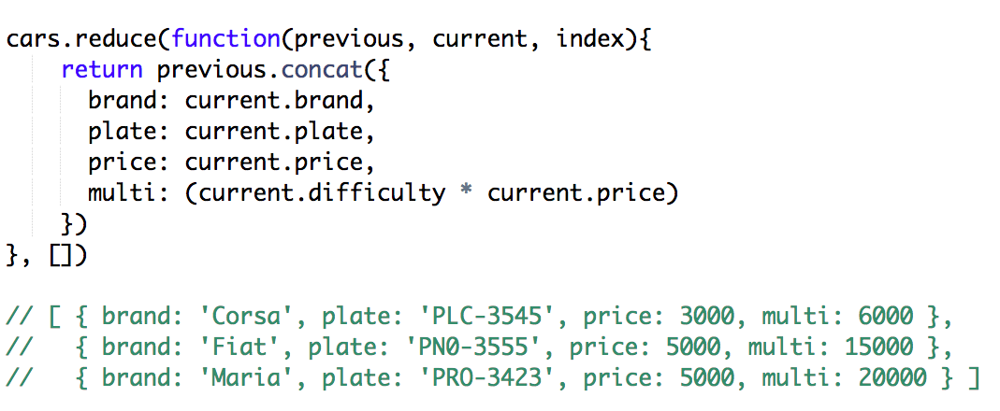 cars.reduce(function(previous, current, index){
    return previous.concat({
      brand: current.brand,
      plate: current.plate,
      price: current.price,
      multi: (current.difficulty * current.price)
    })
}, [])
// [ { brand: 'Corsa', plate: 'PLC-3545', price: 3000, multi: 6000 },
//   { brand: 'Fiat', plate: 'PN0-3555', price: 5000, multi: 15000 },
//   { brand: 'Maria', plate: 'PRO-3423', price: 5000, multi: 20000 } ]